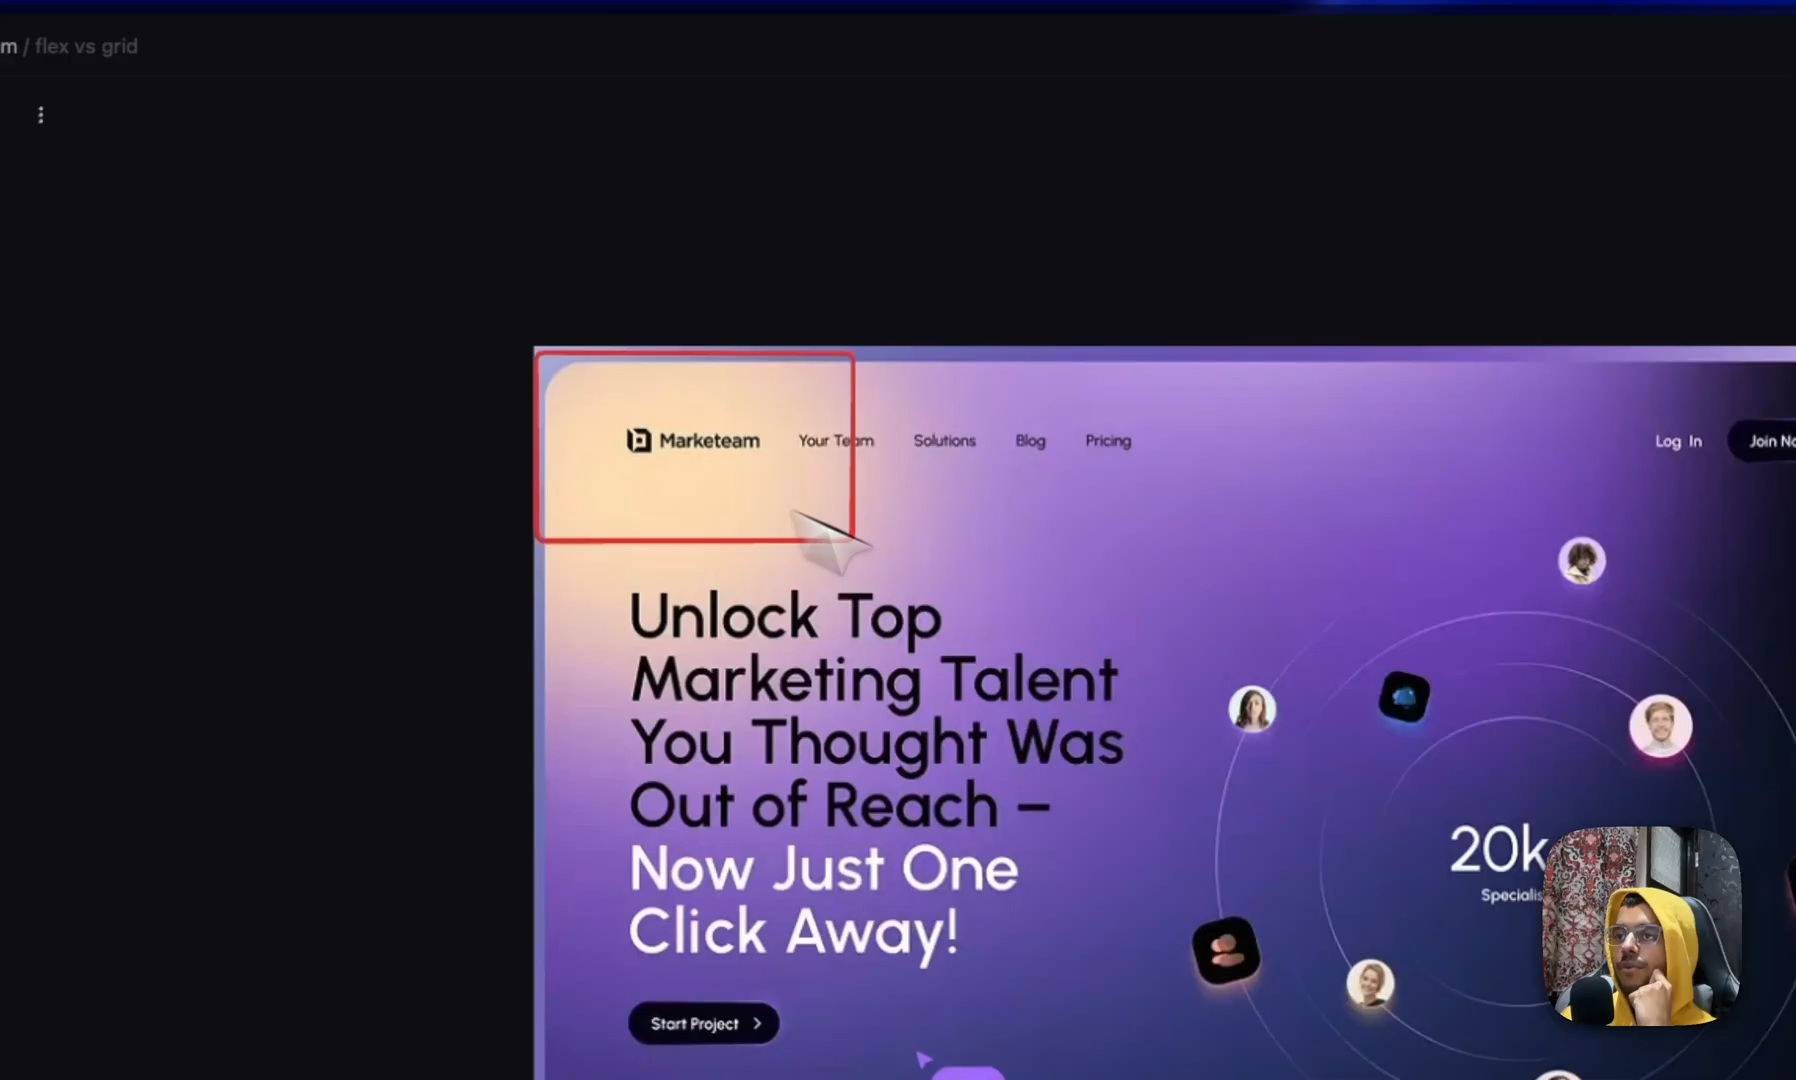 m / flex vs grid
Marketeam Your Team Solutions Blog Pricing Log In Join
Unlock Top
Marketing Talent
You Thought Was
Out of Reach –
Now Just One
Click Away!
20k
Start Project